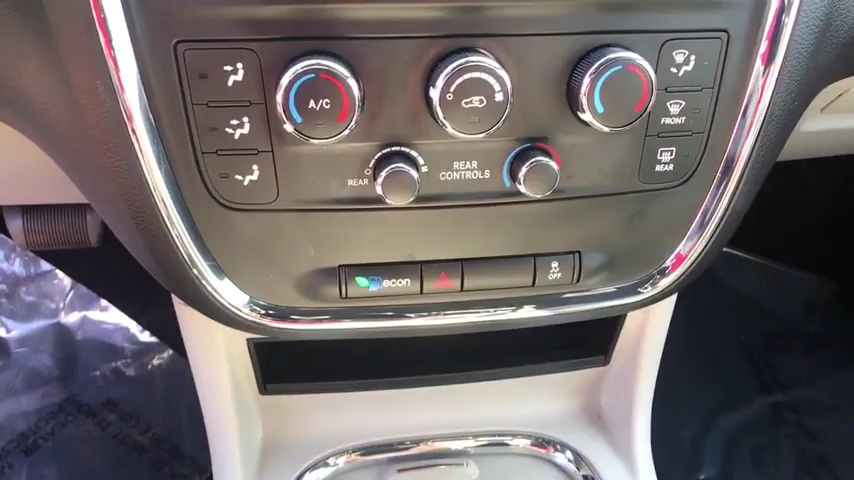 A/C
FRONT
REAR
REAR
CONTROLS
REAR
econ
OFF